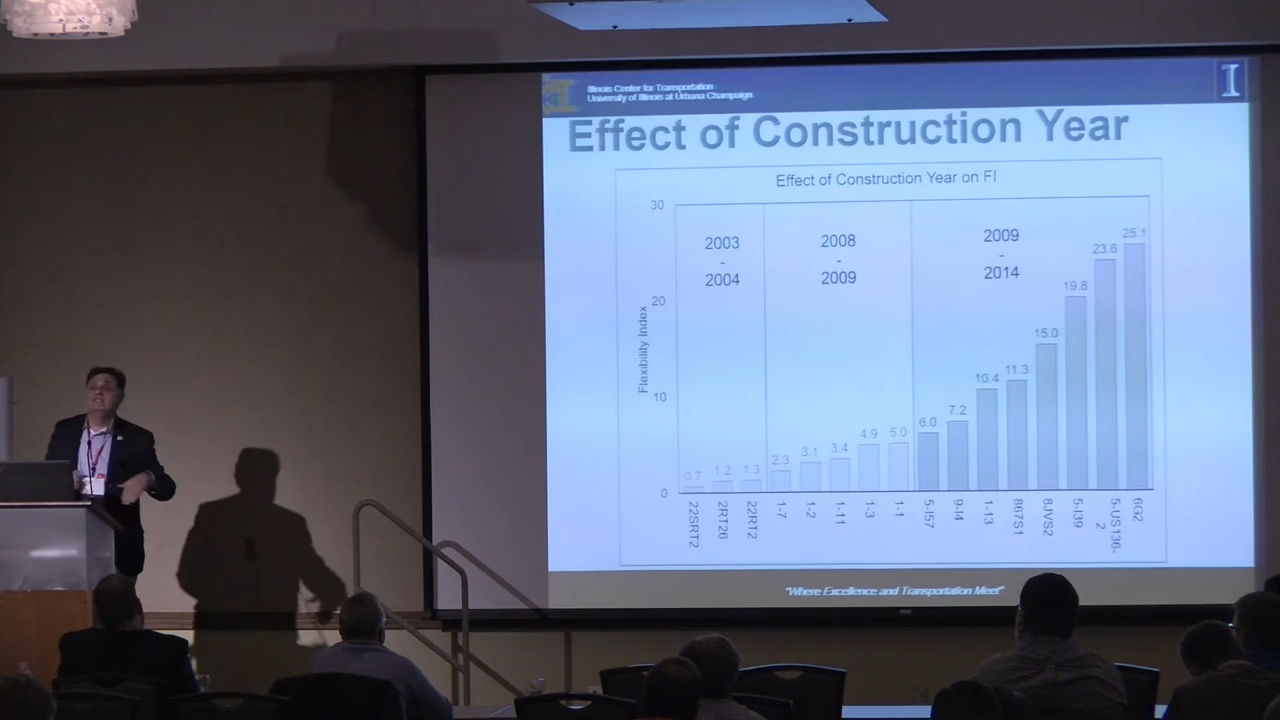 Illinois Center for Transportation
University of Illinois at Urbana Champaign
I
Effect of Construction Year
Effect of Construction Year on FI
Flexibility Index
30
20
10
0
2003
-
2004
2008
-
2009
2009
-
2014
0.7
1.2
1.3
2.3
3.1
3.4
4.9
5.0
6.0
7.2
10.4
11.3
15.0
19.8
23.6
25.1
22SRT2
2RT26
22RT2
1-7
1-2
1-11
1-3
1-1
5-I57
9-I4
1-13
867S1
8JVS2
5-I39
5-US136-
2
6G2
"Where Excellence and Transportation Meet"